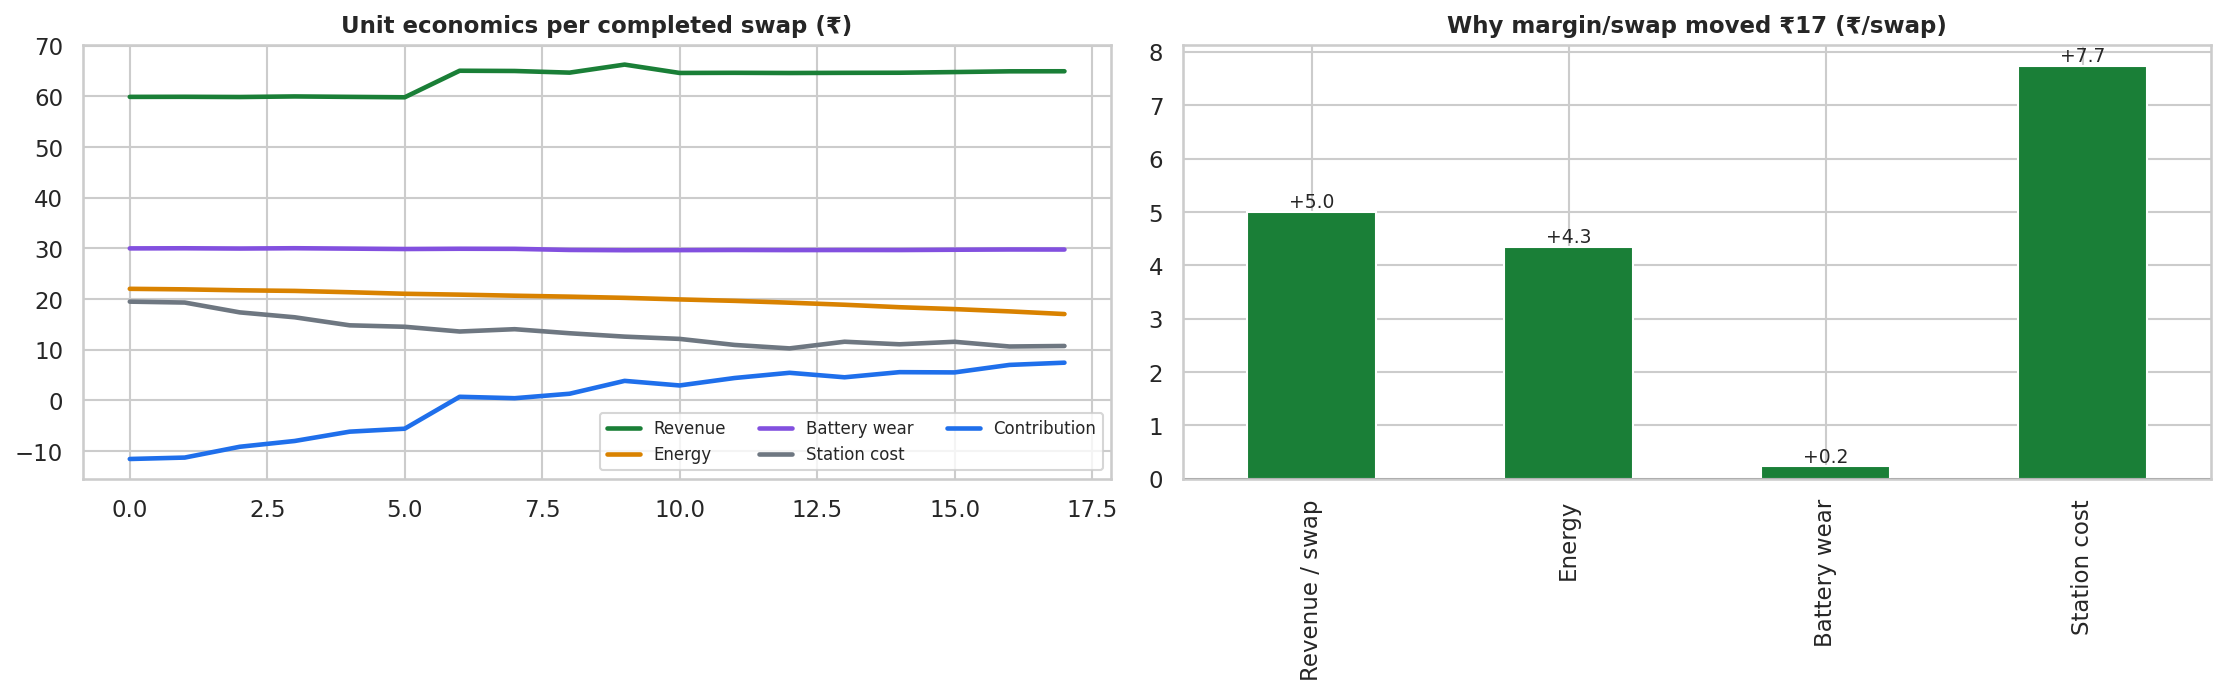 Unit economics per completed swap (₹)
70
60
50
40
30
20
10
0
−10
0.0 2.5 5.0 7.5 10.0 12.5 15.0 17.5
Revenue Battery wear Contribution
Energy Station cost
Why margin/swap moved ₹17 (₹/swap)
8
7
6
5
4
3
2
1
0
+5.0
+4.3
+0.2
+7.7
Revenue / swap
Energy
Battery wear
Station cost